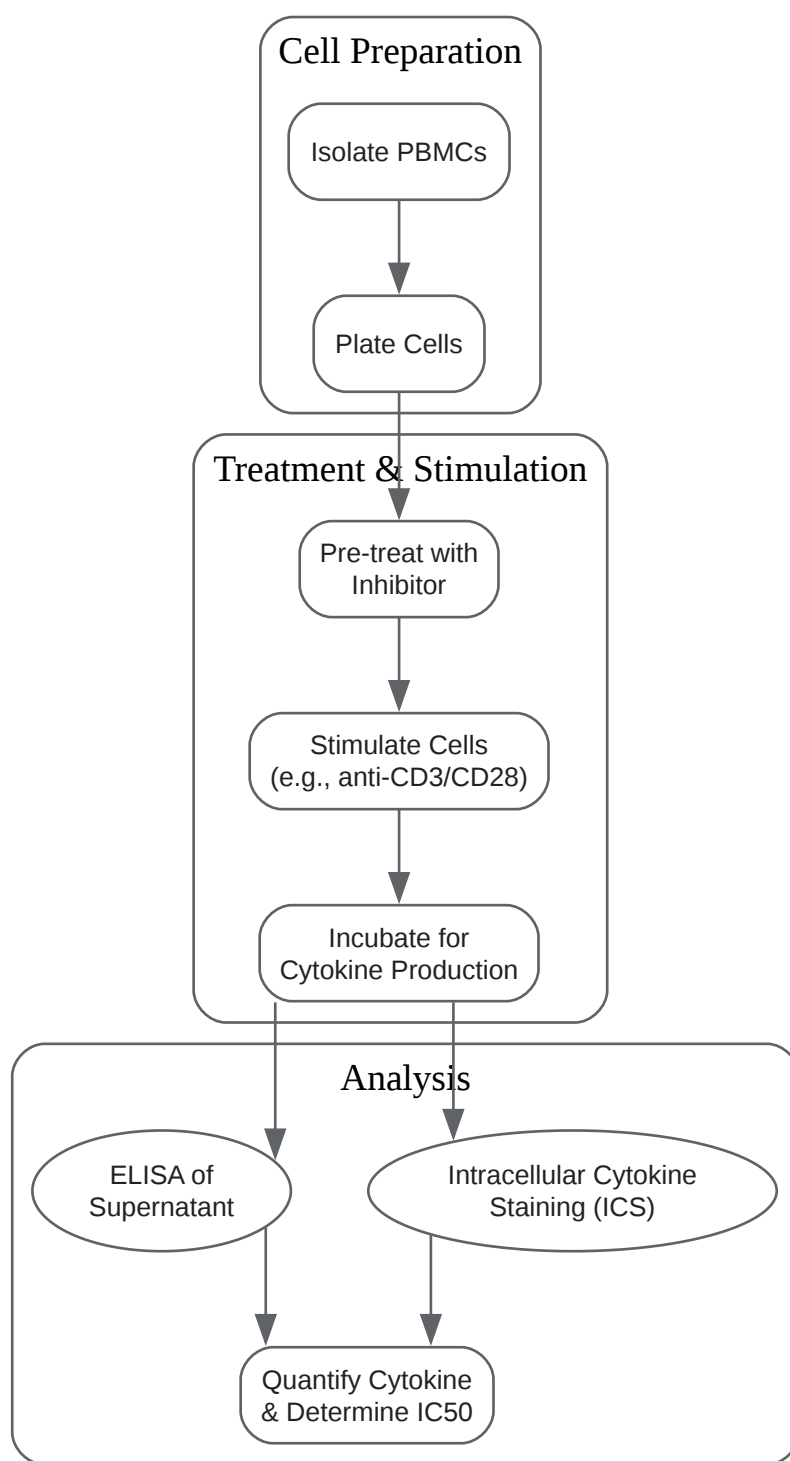 Cell Preparation
Isolate PBMCs
Plate Cells
Treatment & Stimulation
Pre-treat with
Inhibitor
Stimulate Cells
(e.g., anti-CD3/CD28)
Incubate for
Cytokine Production
Analysis
ELISA of
Supernatant
Intracellular Cytokine
Staining (ICS)
Quantify Cytokine
& Determine IC50